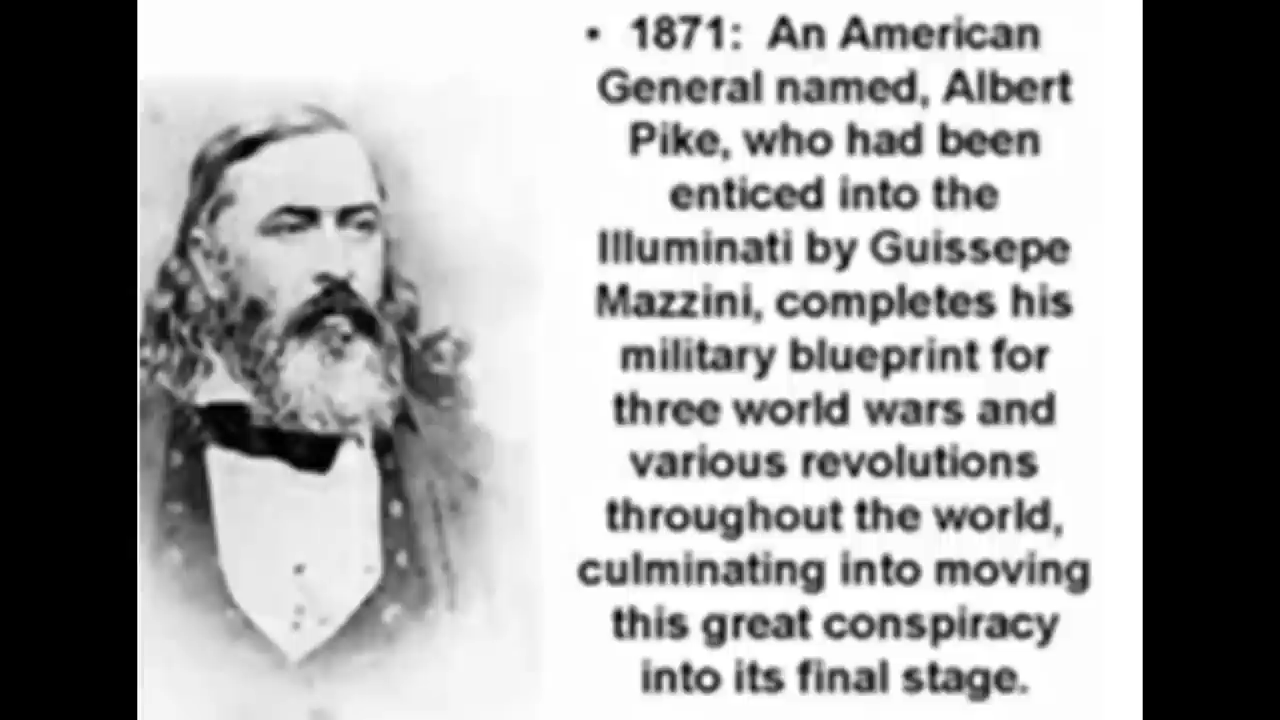 • 1871: An American
General named, Albert
Pike, who had been
enticed into the
Illuminati by Guissepe
Mazzini, completes his
military blueprint for
three world wars and
various revolutions
throughout the world,
culminating into moving
this great conspiracy
into its final stage.